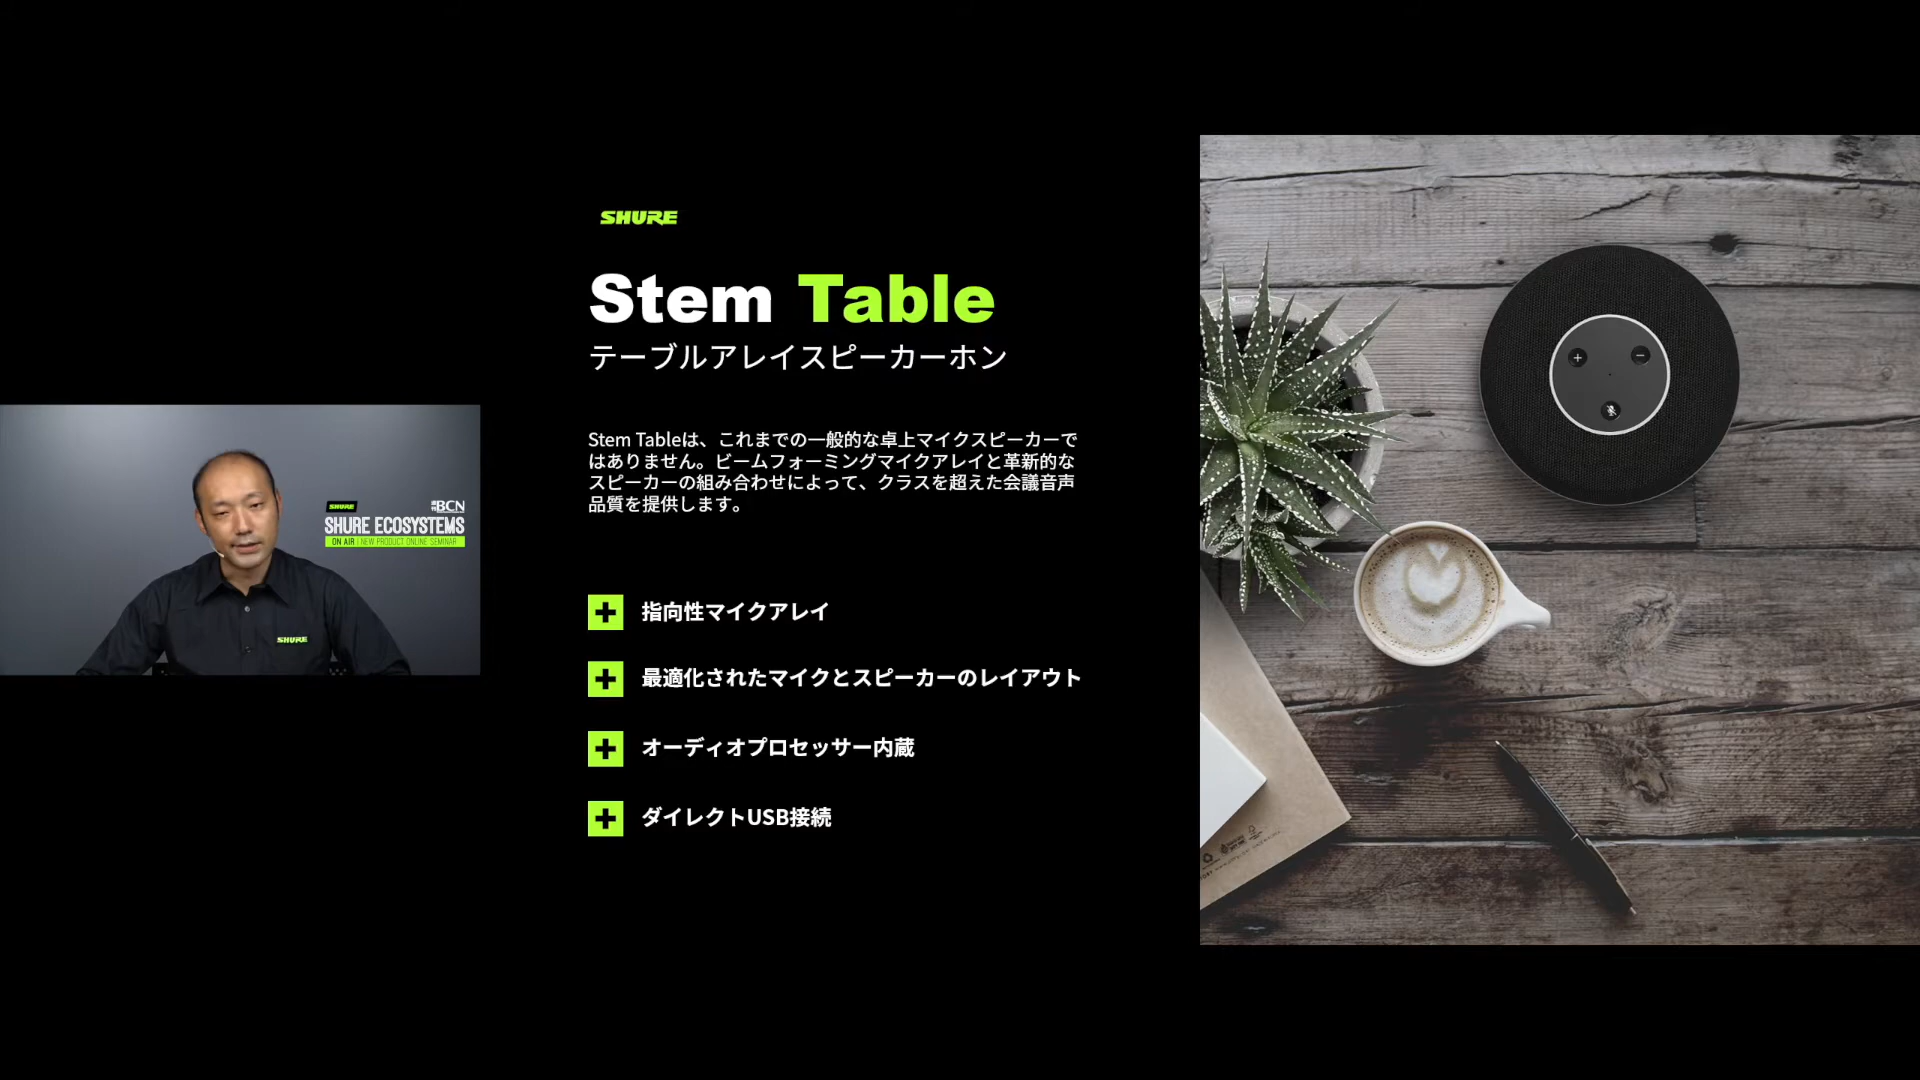 SHURE
Stem Table
テーブルアレイスピーカーホン
Stem Tableは、これまでの一般的な卓上マイクスピーカーで
はありません。ビームフォーミングマイクアレイと革新的な
スピーカーの組み合わせによって、クラスを超えた会議音声
品質を提供します。
指向性マイクアレイ
最適化されたマイクとスピーカーのレイアウト
オーディオプロセッサー内蔵
ダイレクトUSB接続
SHURE
BCN
SHURE ECOSYSTEMS
ON AIR | NEW PRODUCT ONLINE SEMINAR
SHURE